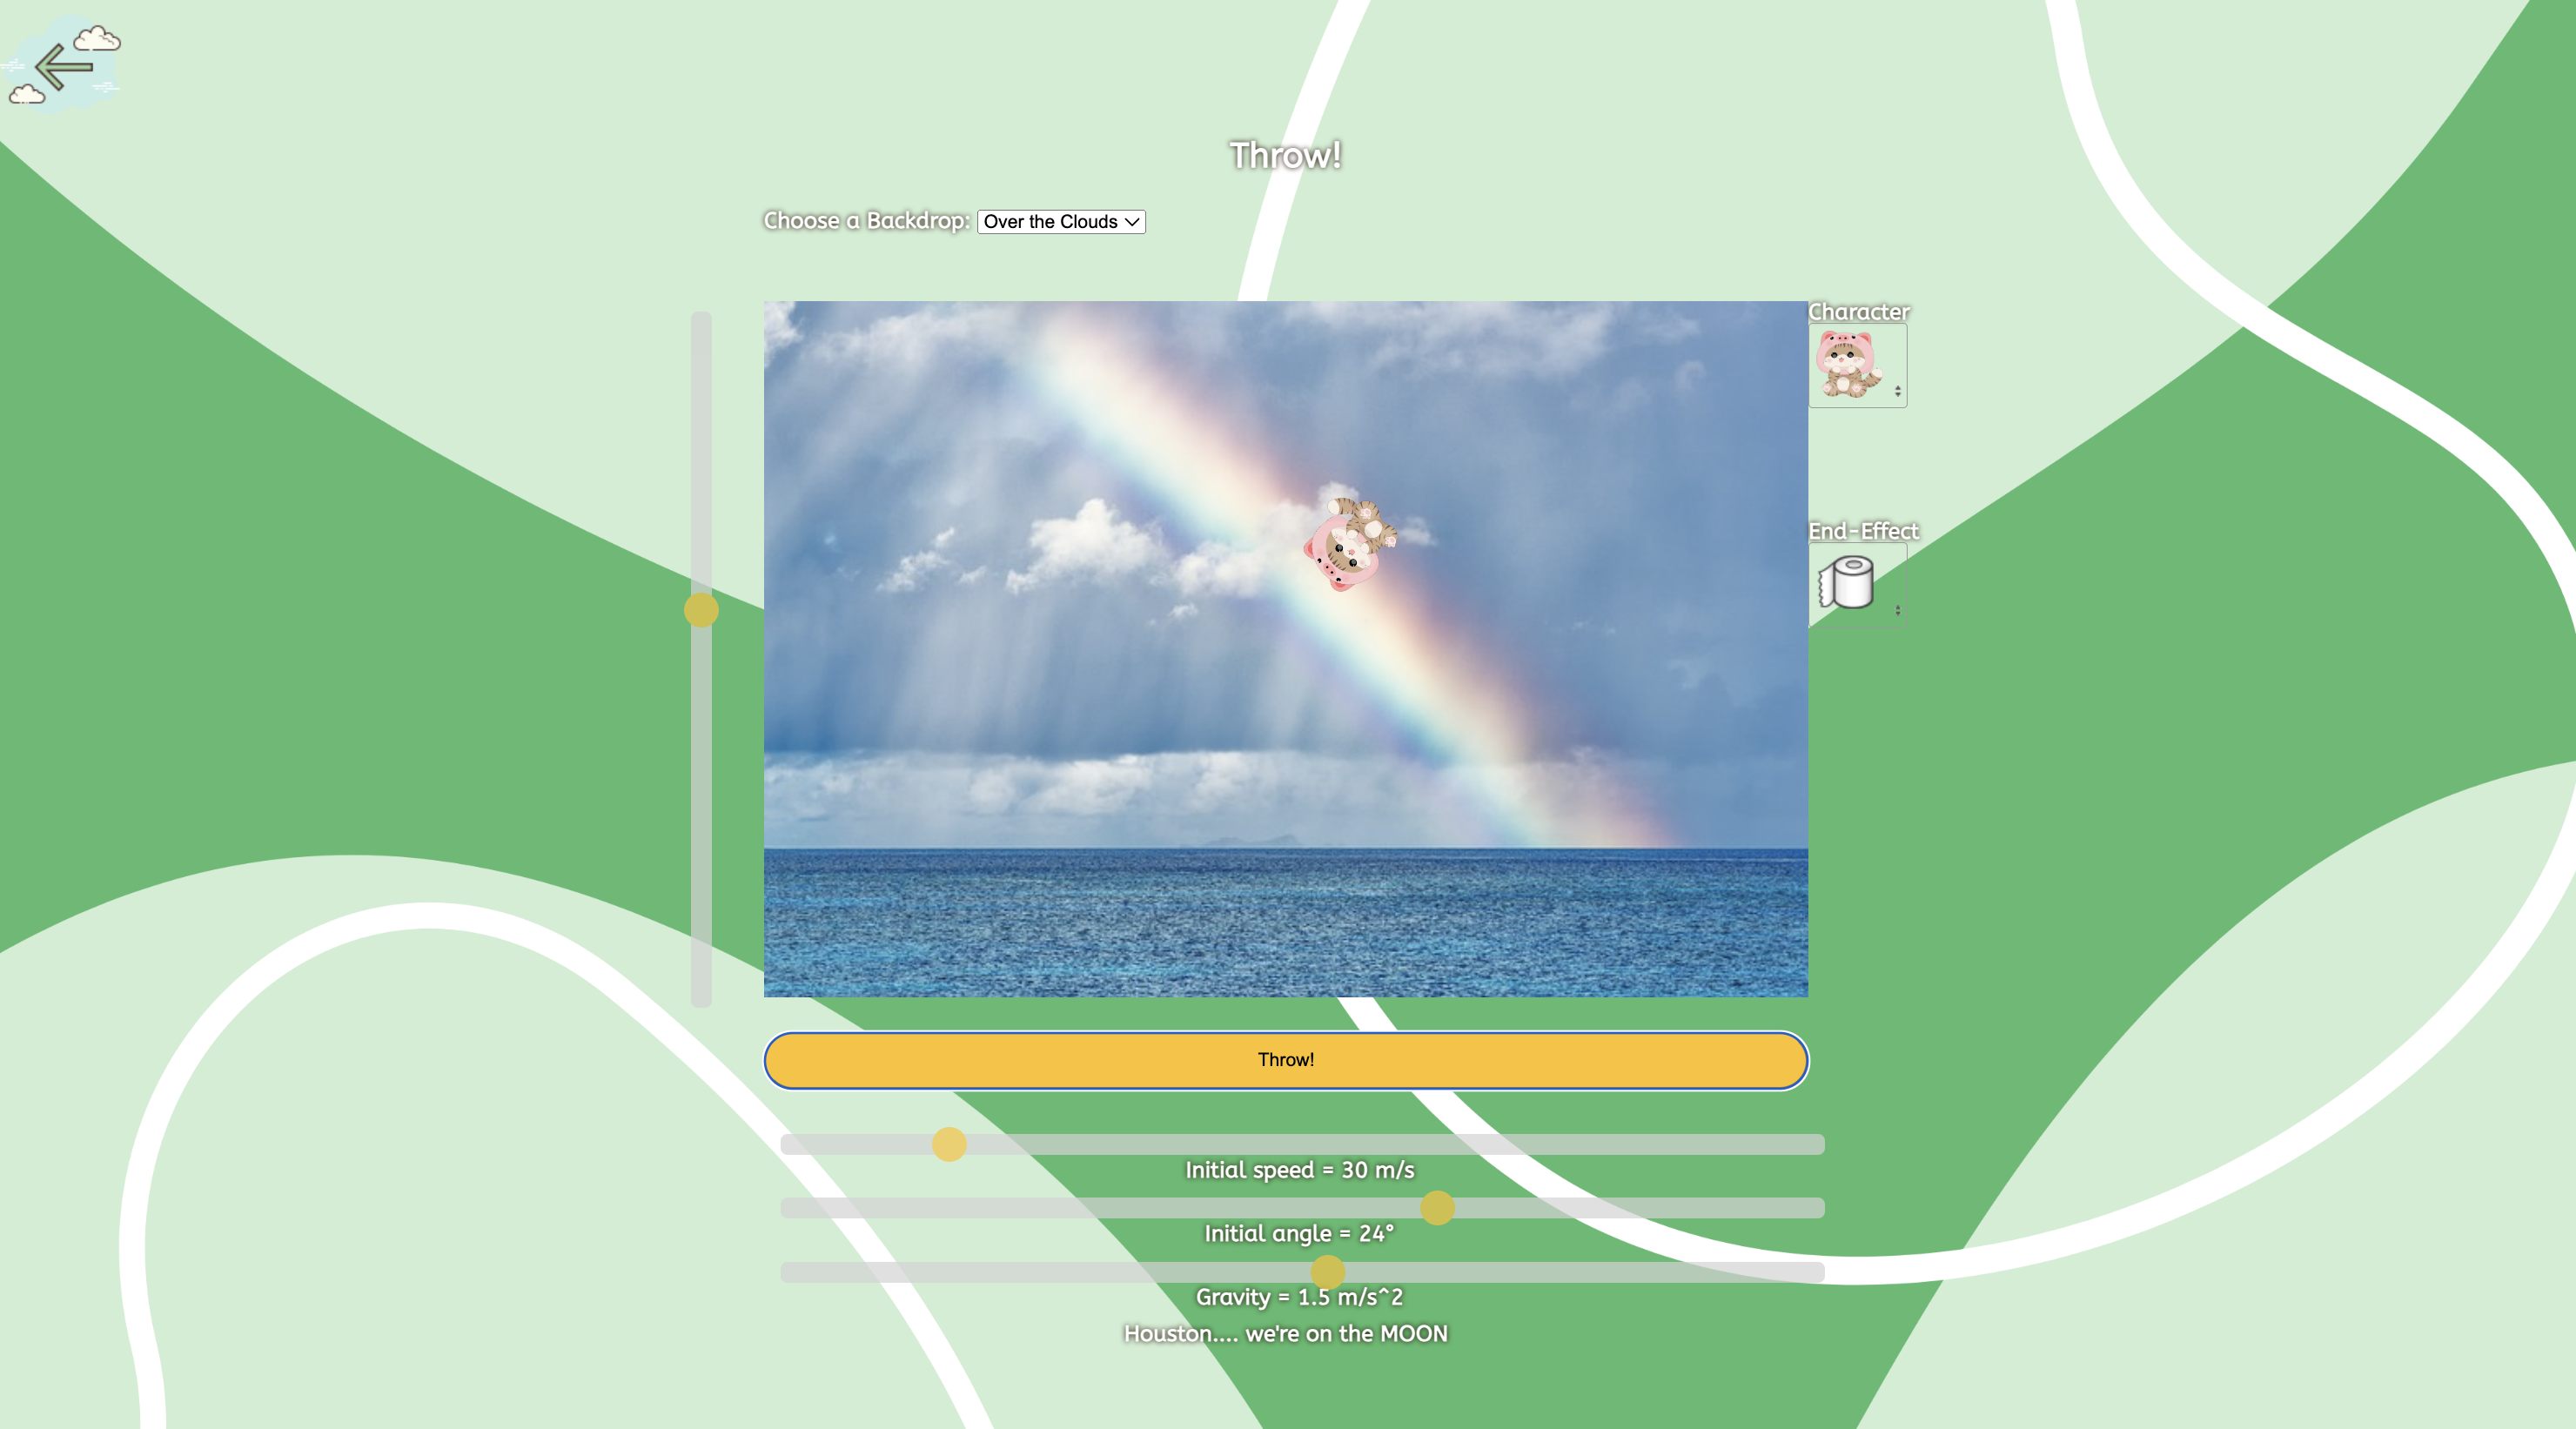 Throw!
Choose a Backdrop: Over the Clouds
Character
End-Effect
Throw!
Initial speed = 30 m/s
Initial angle = 24°
Gravity = 1.5 m/s^2
Houston.... we're on the MOON